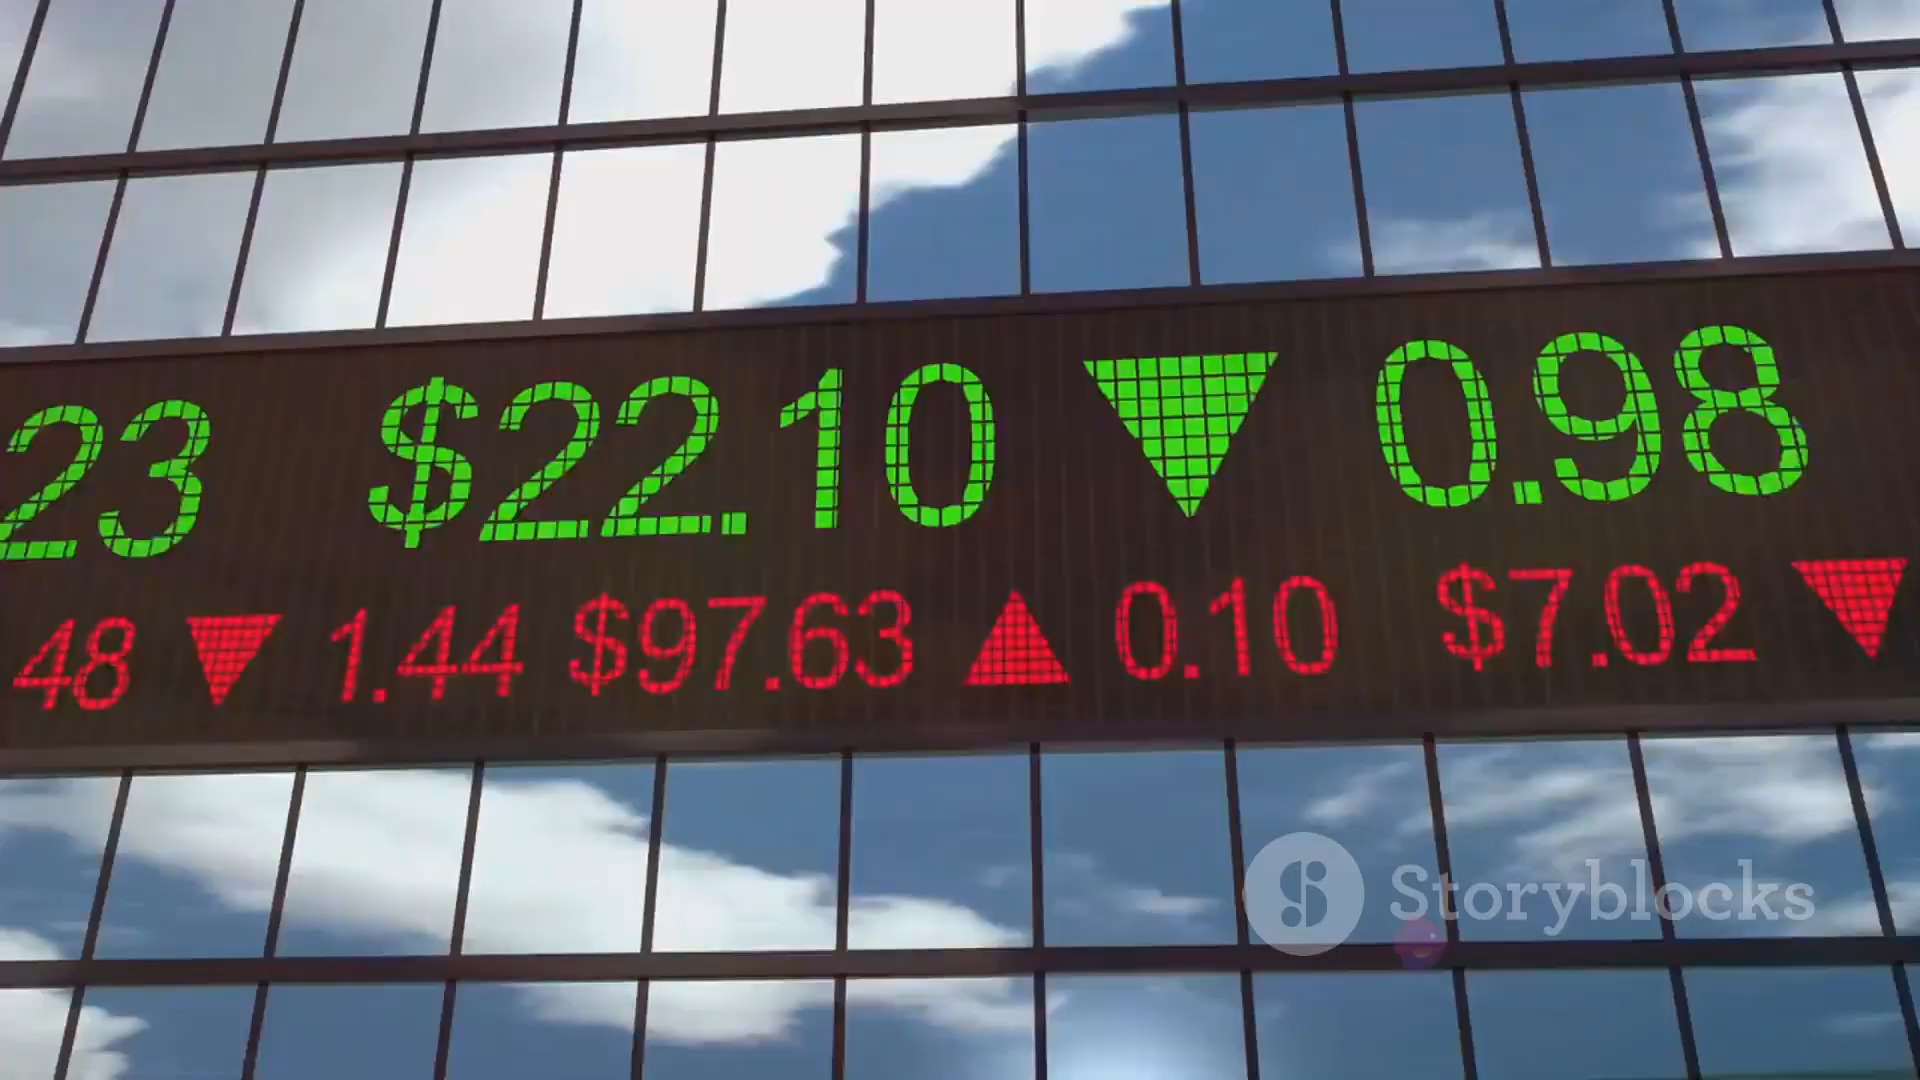 23 $22.10 ▼ 0.98
48 ▼ 1.44 $97.63 ▲ 0.10 $7.02 ▼
Storyblocks